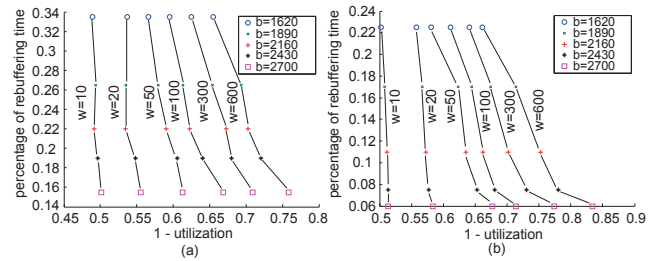 percentage of rebuffering time
0.34
0.32
0.3
0.28
0.26
0.24
0.22
0.2
0.18
0.16
0.14
0.45
0.5
0.55
0.6
0.65
0.7
0.75
0.8
b=1620
b=1890
b=2160
b=2430
b=2700
w=10
w=20
w=50
w=100
w=300
w=600
1 - utilization
(a)
percentage of rebuffering time
0.24
0.22
0.2
0.18
0.16
0.14
0.12
0.1
0.08
0.06
0.5
0.55
0.6
0.65
0.7
0.75
0.8
0.85
0.9
b=1620
b=1890
b=2160
b=2430
b=2700
w=10
w=20
w=50
w=100
w=300
w=600
1 - utilization
(b)